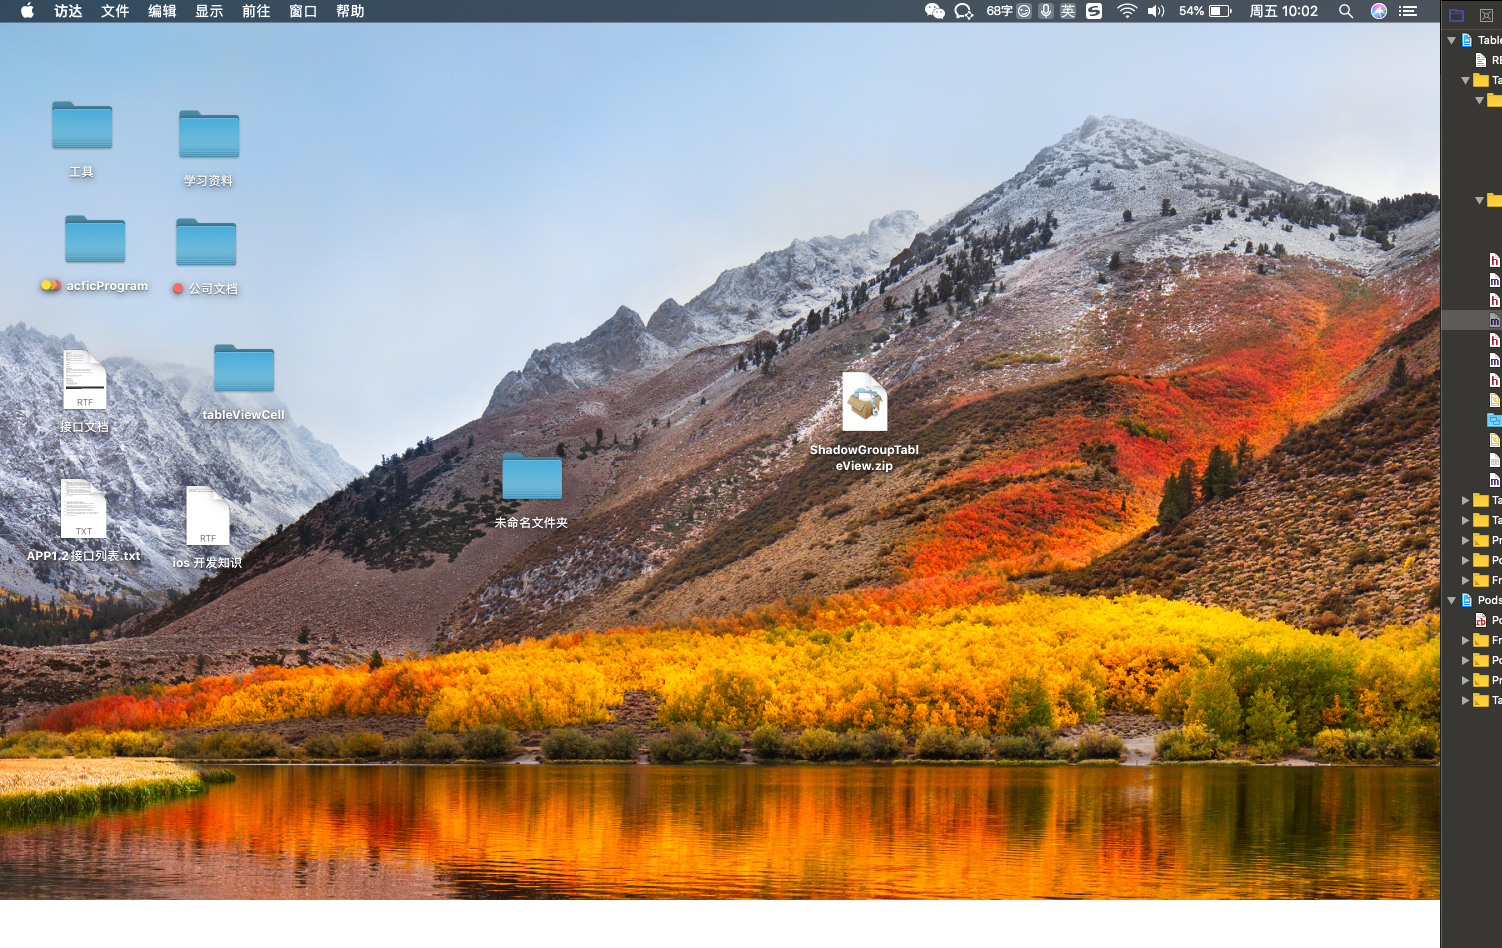 访达 文件 编辑 显示 前往 窗口 帮助 68字 英 54% 周五 10:02
工具
学习资料
acficProgram
公司文档
RTF
接口文档
tableViewCell
TXT
APP1.2接口列表.txt
RTF
ios 开发知识
未命名文件夹
ShadowGroupTabl
eView.zip
Table
RE
Ta
h
m
h
m
h
m
h
m
Ta
Ta
Pr
Po
Fr
Pods
rb Po
Fr
Po
Pr
Ta